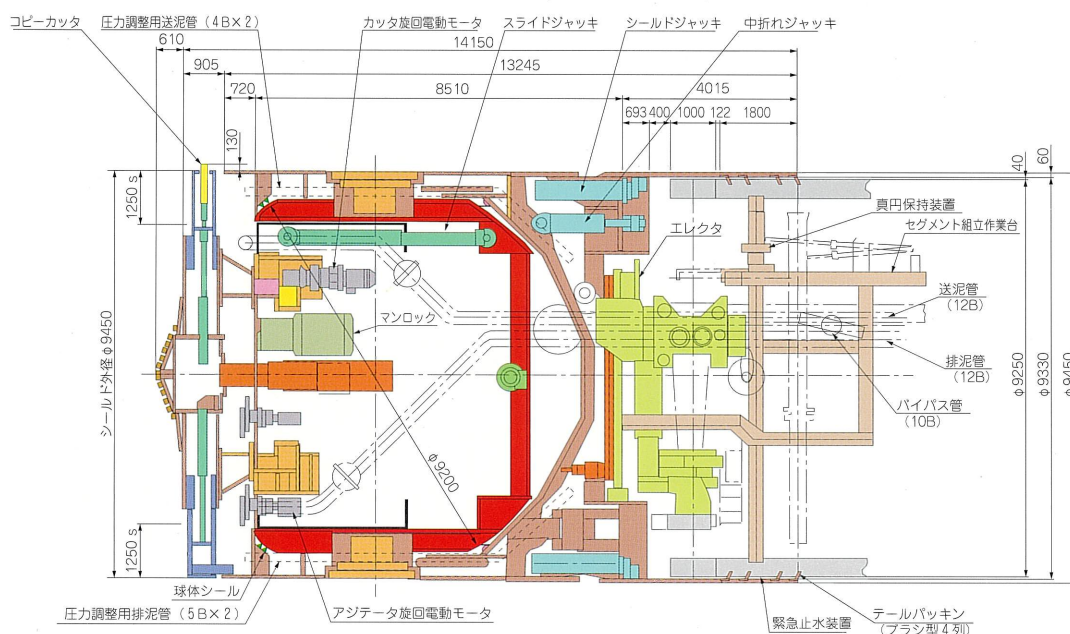 コピーカッタ
圧力調整用送泥管(4B×2)
カッタ旋回電動モータ
スライドジャッキ
シールドジャッキ
中折れジャッキ
610
14150
905
13245
720
8510
4015
693
400
1000
122
1800
130
40
60
1250 s
真円保持装置
セグメント組立作業台
エレクタ
送泥管
(12B)
マンロック
シールド外径φ9450
排泥管
(12B)
バイパス管
(10B)
φ9250
φ9330
φ9450
φ9200
1250 s
球体シール
圧力調整用排泥管(5B×2)
アジテータ旋回電動モータ
緊急止水装置
テールパッキン
(ブラシ型4列)